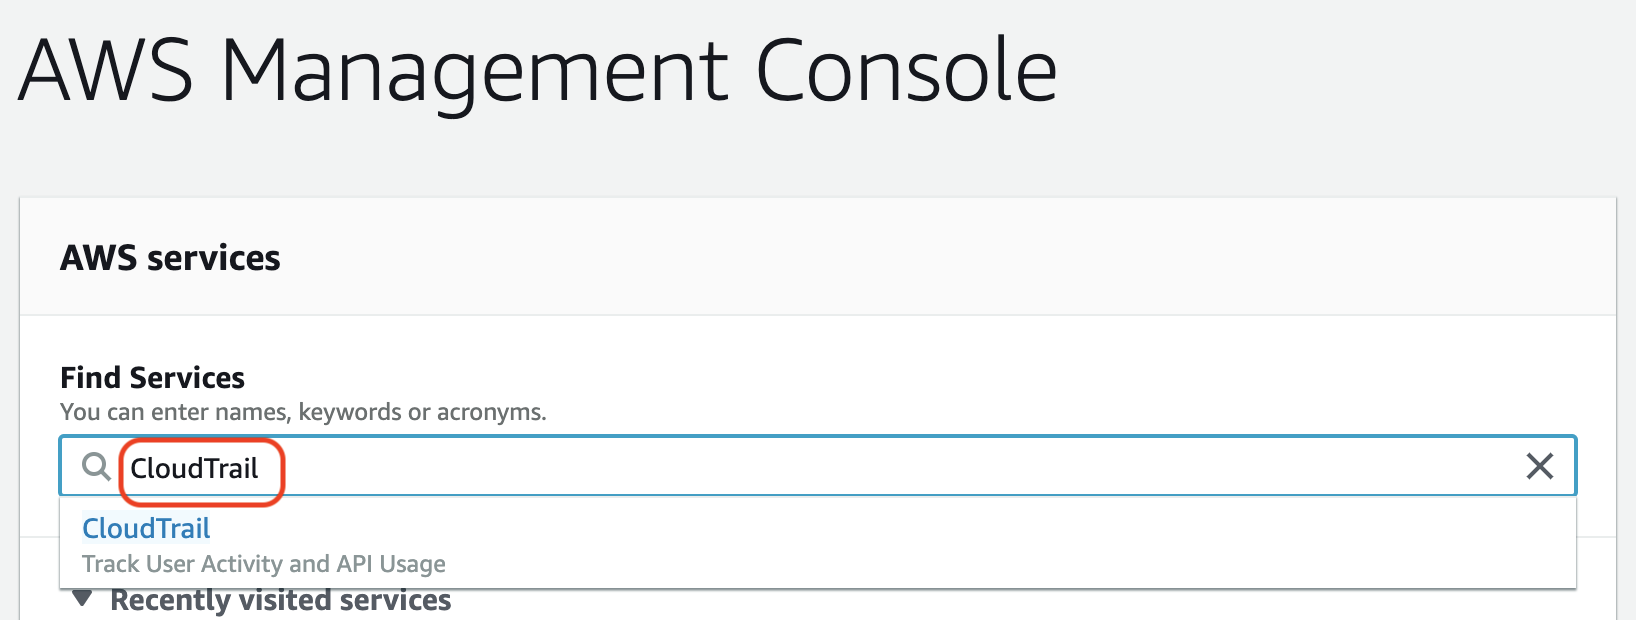 AWS Management Console
AWS services
Find Services
You can enter names, keywords or acronyms.
CloudTrail
CloudTrail
Track User Activity and API Usage
Recently visited services